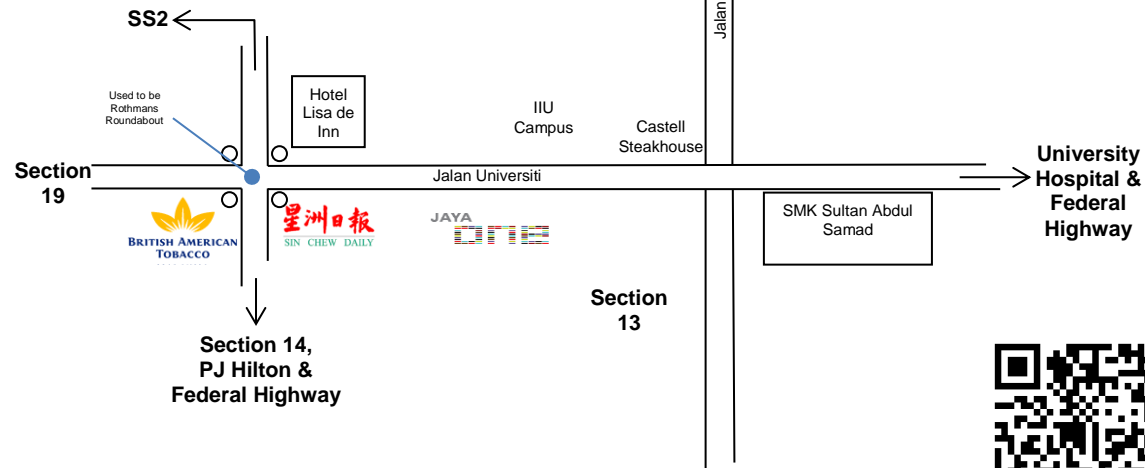 SS2
Jalan
Used to be
Rothmans
Roundabout
Hotel
Lisa de
Inn
IIU
Campus
Castell
Steakhouse
Section
19
Jalan Universiti
University
Hospital &
Federal
Highway
BRITISH AMERICAN
TOBACCO
星洲日報
SIN CHEW DAILY
JAYA
one
SMK Sultan Abdul
Samad
Section
13
Section 14,
PJ Hilton &
Federal Highway